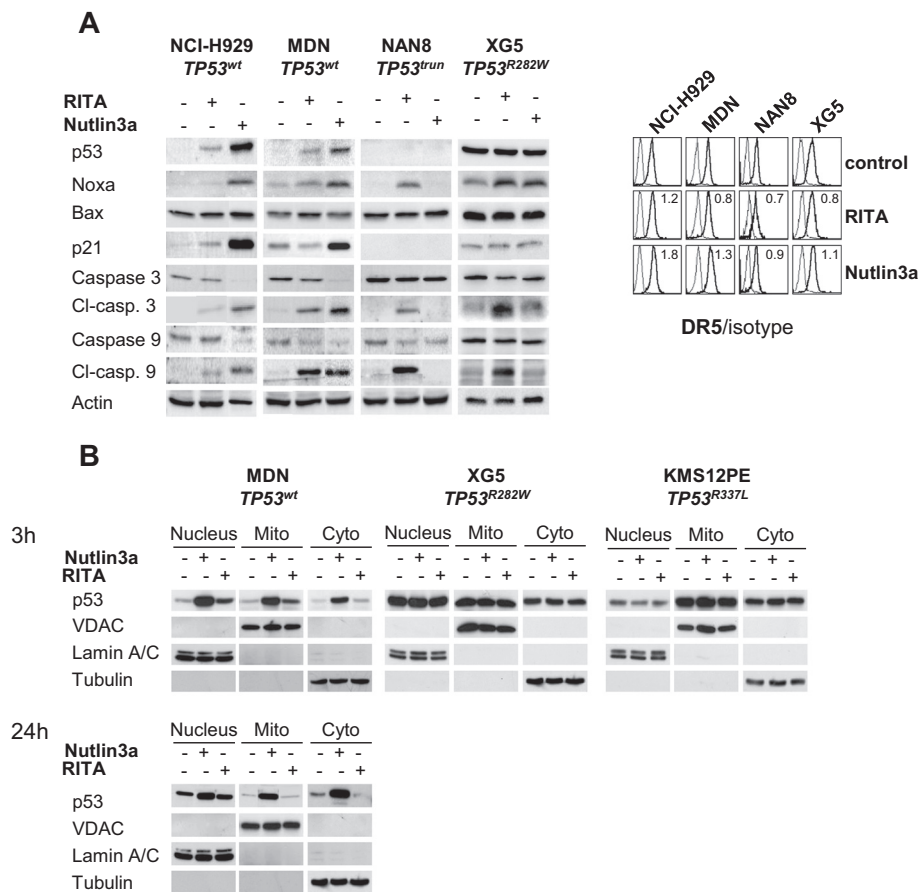 A
NCI-H929 MDN NAN8 XG5
TP53wt TP53wt TP53trun TP53R282W
RITA - + - - + - - + - - + -
Nutlin3a - - + - - + - - + - - +
p53
Noxa
Bax
p21
Caspase 3
Cl-casp. 3
Caspase 9
Cl-casp. 9
Actin
NCI-H929 MDN NAN8 XG5
control
1.2 0.8 0.7 0.8 RITA
1.8 1.3 0.9 1.1 Nutlin3a
DR5/isotype
B
MDN XG5 KMS12PE
TP53wt TP53R282W TP53R337L
3h
Nucleus Mito Cyto Nucleus Mito Cyto Nucleus Mito Cyto
Nutlin3a - + - - + - - + - - + - - + - - + - - + - - + - - + -
RITA - - + - - + - - + - - + - - + - - + - - + - - + - - +
p53
VDAC
Lamin A/C
Tubulin
24h
Nucleus Mito Cyto
Nutlin3a - + - - + - - + -
RITA - - + - - + - - +
p53
VDAC
Lamin A/C
Tubulin